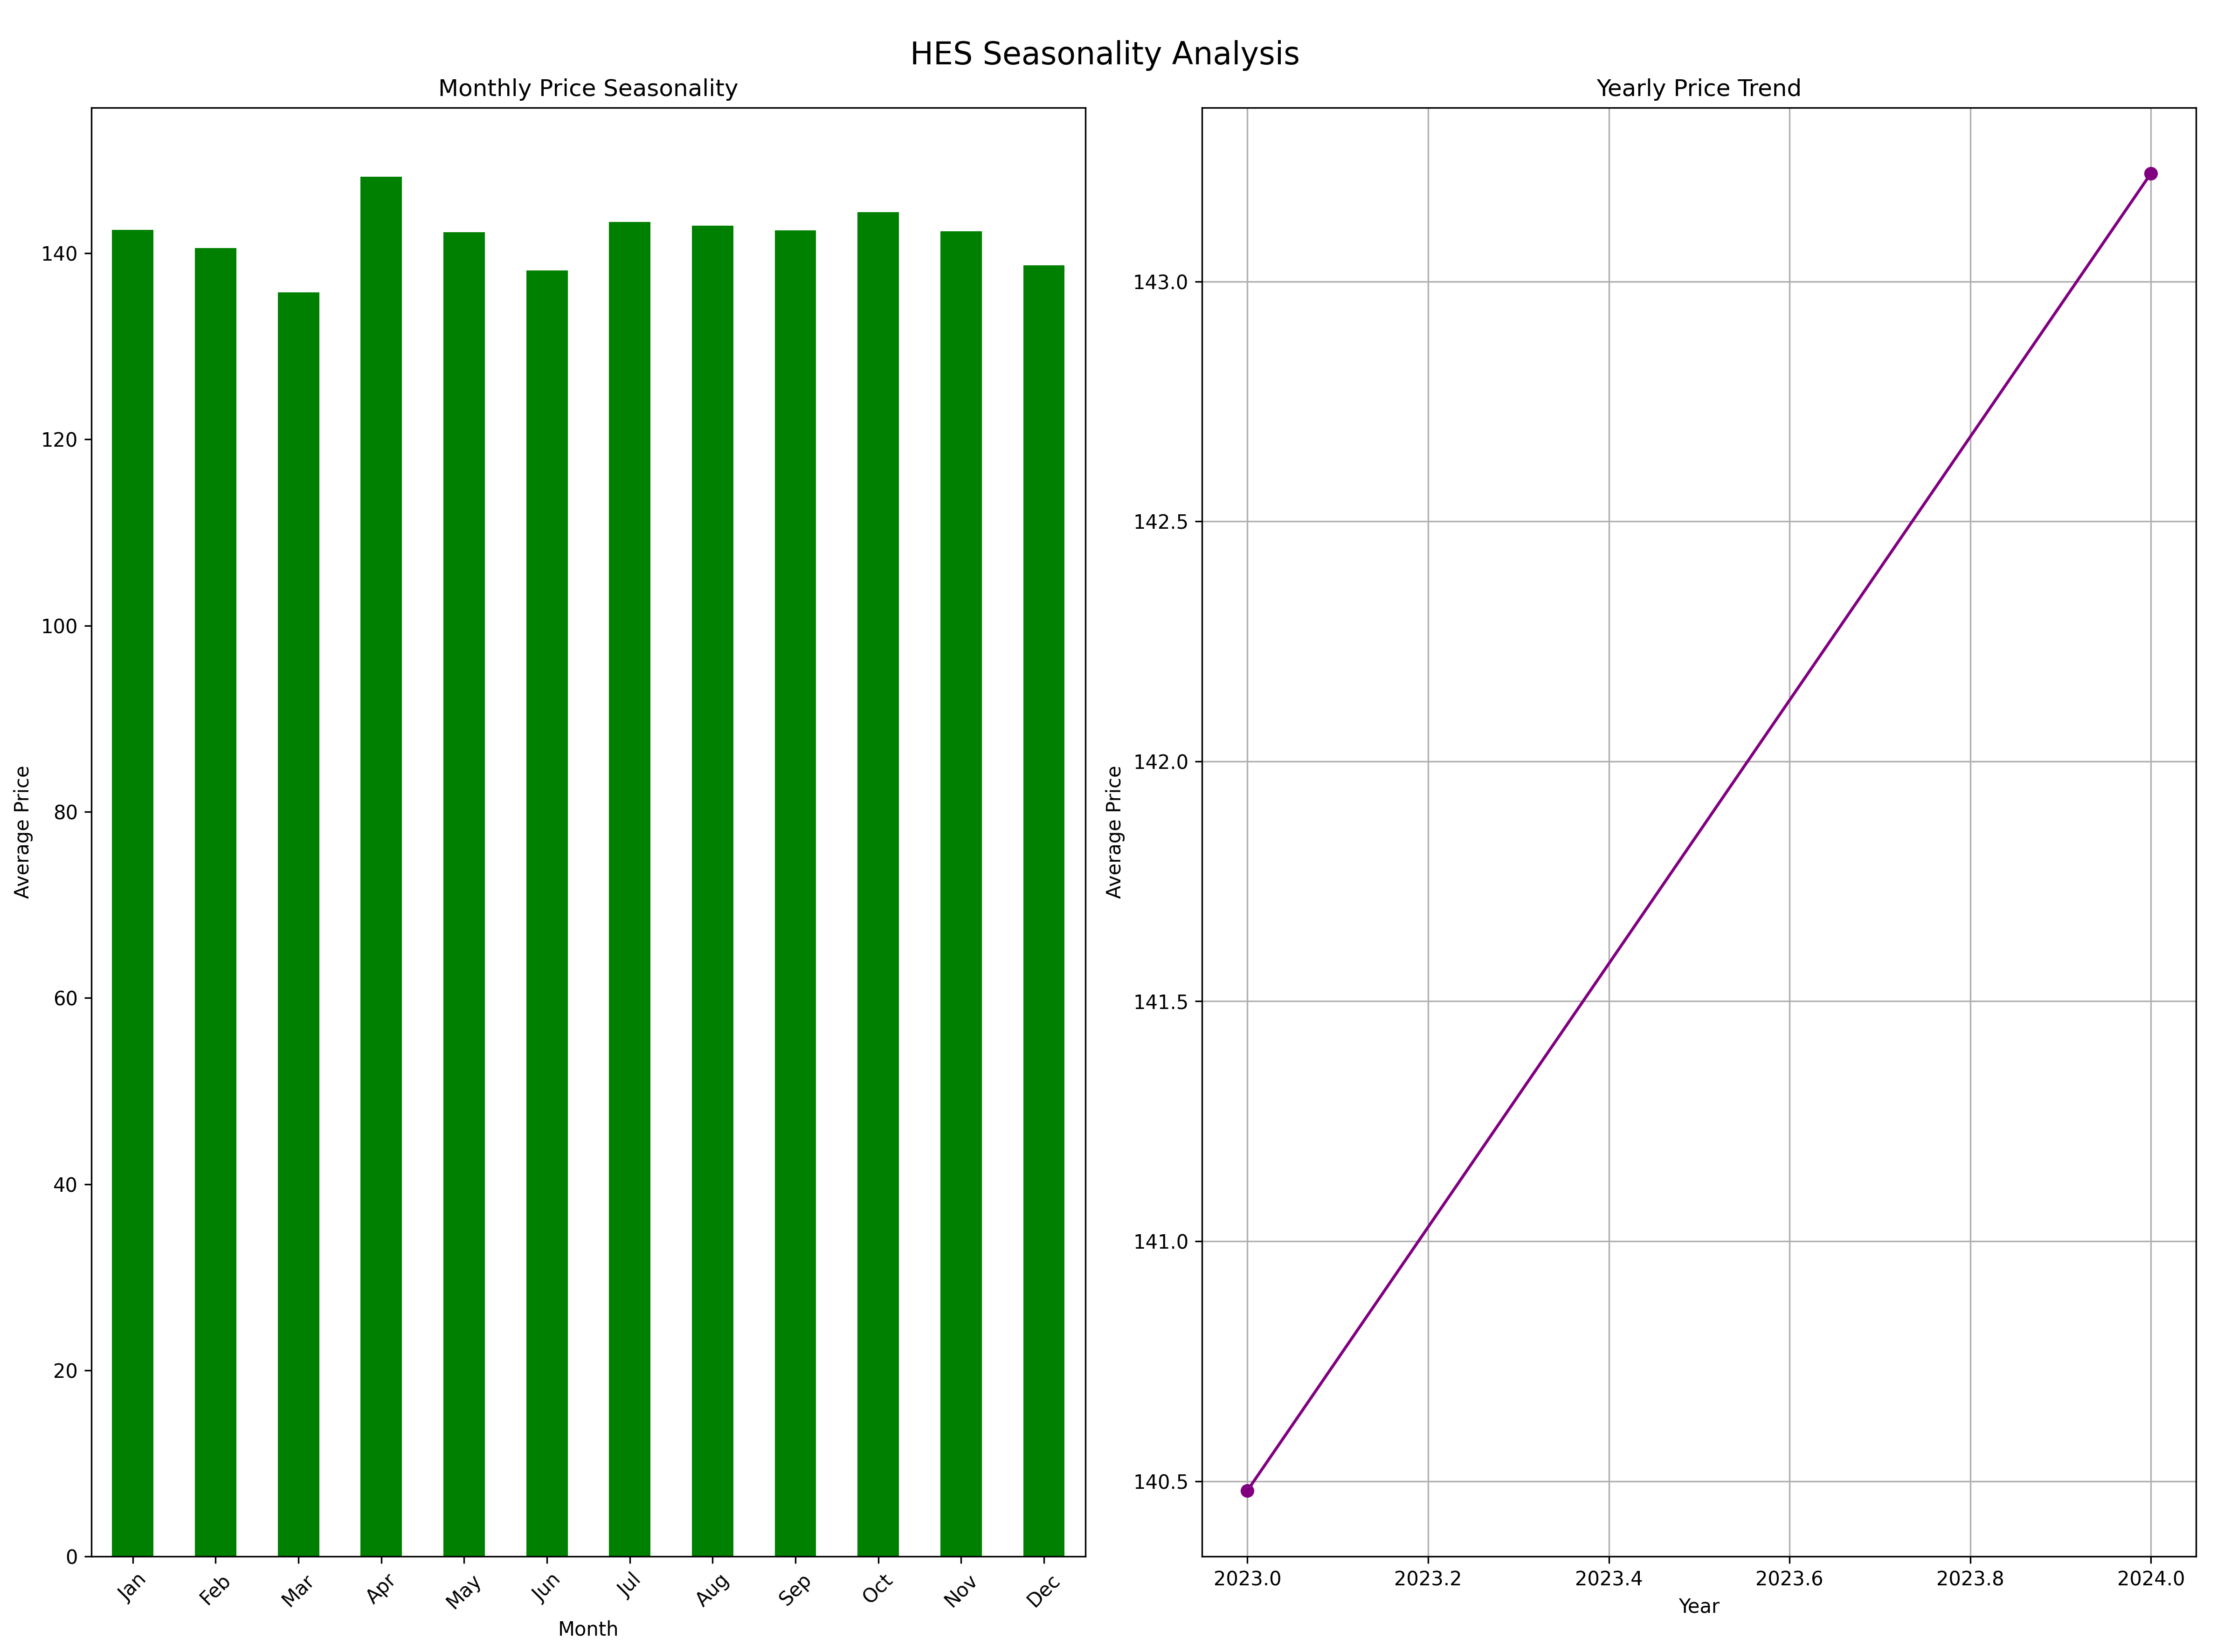 HES Seasonality Analysis
Monthly Price Seasonality
Average Price
140
120
100
80
60
40
20
0
Jan
Feb
Mar
Apr
May
Jun
Jul
Aug
Sep
Oct
Nov
Dec
Month
Yearly Price Trend
Average Price
143.0
142.5
142.0
141.5
141.0
140.5
2023.0
2023.2
2023.4
2023.6
2023.8
2024.0
Year